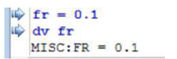 fr = 0.1
dv fr
MISC:FR = 0.1